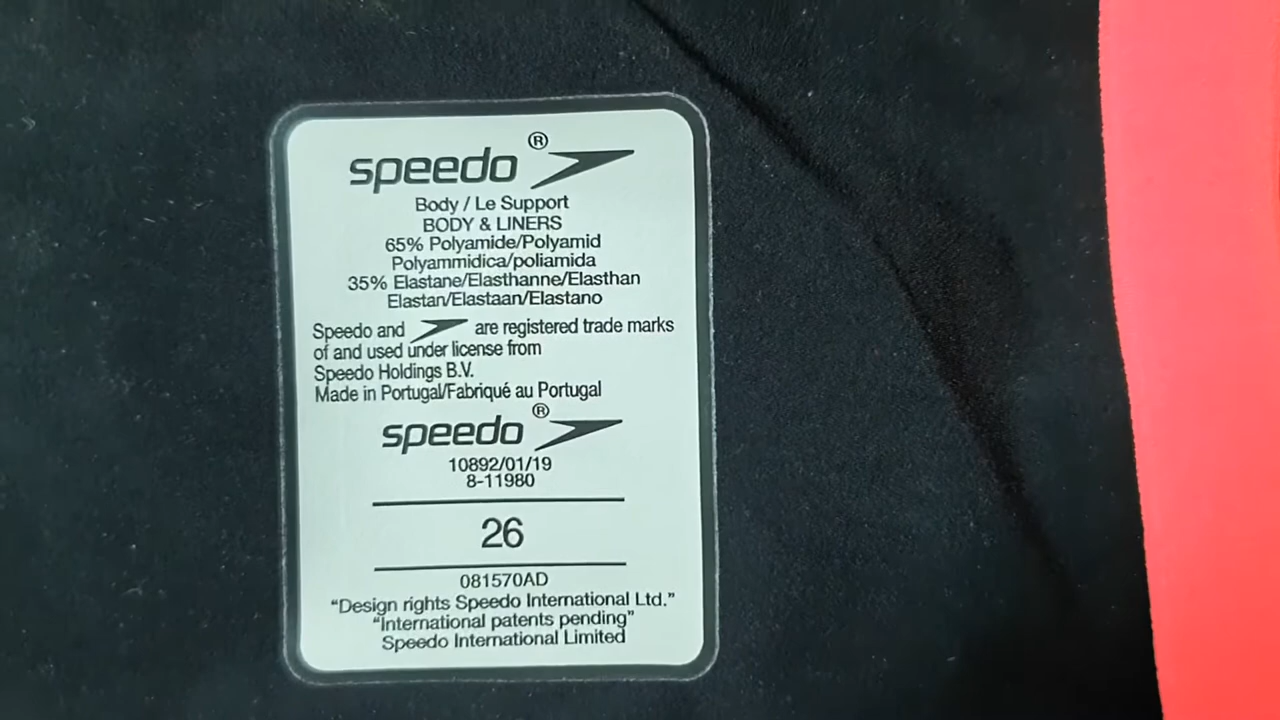 speedo®
Body / Le Support
BODY & LINERS
65% Polyamide/Polyamid
Polyammidica/poliamida
35% Elastane/Elasthanne/Elasthan
Elastan/Elastaan/Elastano
Speedo and are registered trade marks
of and used under license from
Speedo Holdings B.V.
Made in Portugal/Fabriqué au Portugal
speedo®
10892/01/19
8-11980
26
081570AD
“Design rights Speedo International Ltd.”
“International patents pending”
Speedo International Limited